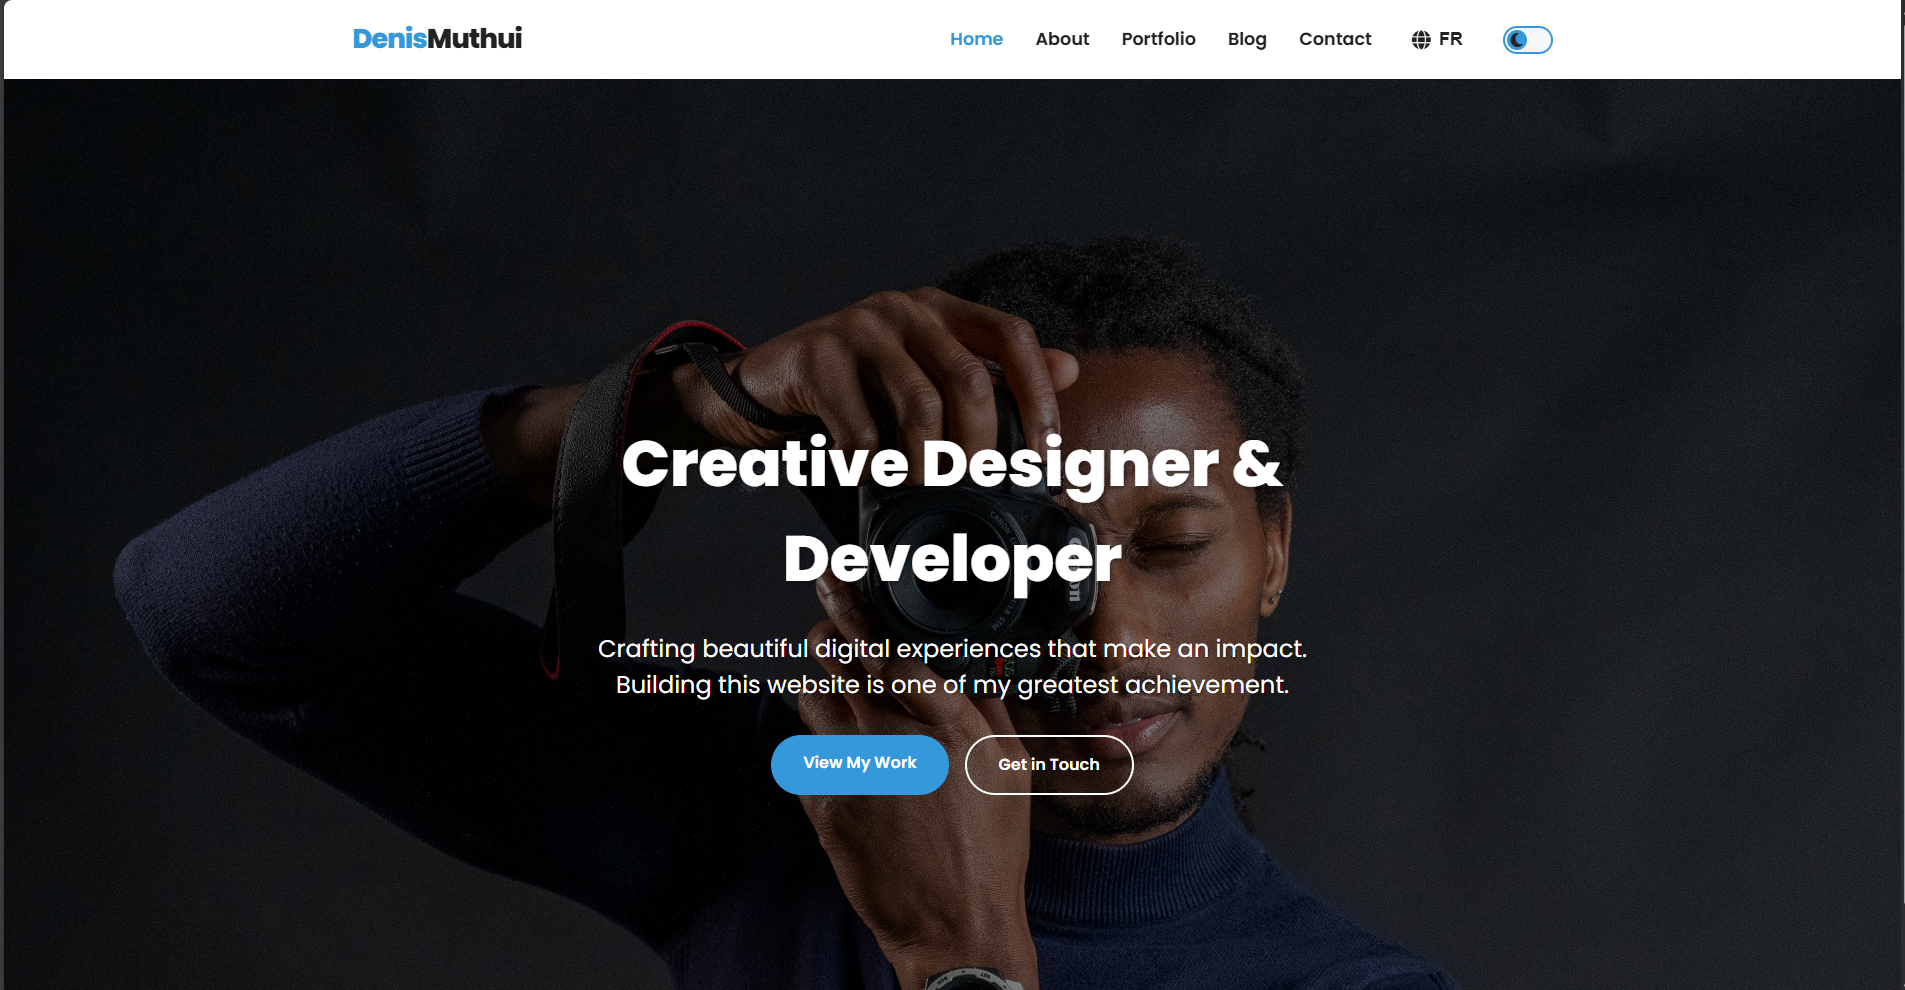 DenisMuthui
Home About Portfolio Blog Contact FR
Creative Designer &
Developer
Crafting beautiful digital experiences that make an impact.
Building this website is one of my greatest achievement.
View My Work Get in Touch